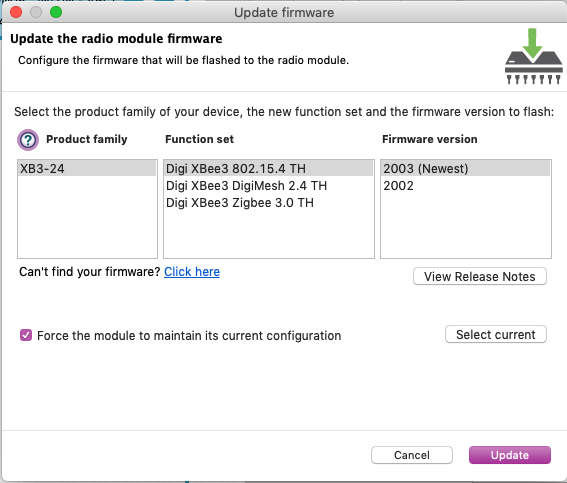 Update firmware
Update the radio module firmware
Configure the firmware that will be flashed to the radio module.
Select the product family of your device, the new function set and the firmware version to flash:
? Product family Function set Firmware version
XB3-24 Digi XBee3 802.15.4 TH 2003 (Newest)
Digi XBee3 DigiMesh 2.4 TH 2002
Digi XBee3 Zigbee 3.0 TH
Can't find your firmware? Click here
View Release Notes
Force the module to maintain its current configuration
Select current
Cancel Update